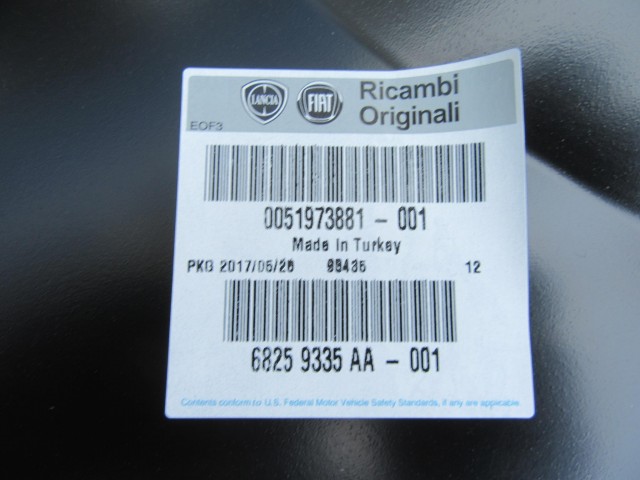 LANCIA FIAT Ricambi
Originali
EOF3
0051973881 - 001
Made in Turkey
PKG 2017/05/26 99435 12
6825 9335 AA - 001
Contents conform to U.S. Federal Motor Vehicle Safety Standards, if any are applicable.